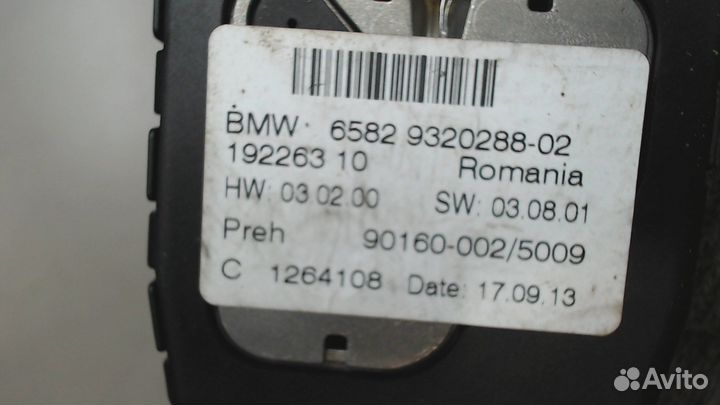 BMW· 6582 9320288-02
192263 10 Romania
HW: 03.02.00 SW: 03.08.01
Preh 90160-002/5009
C 1264108 Date: 17.09.13
Avito